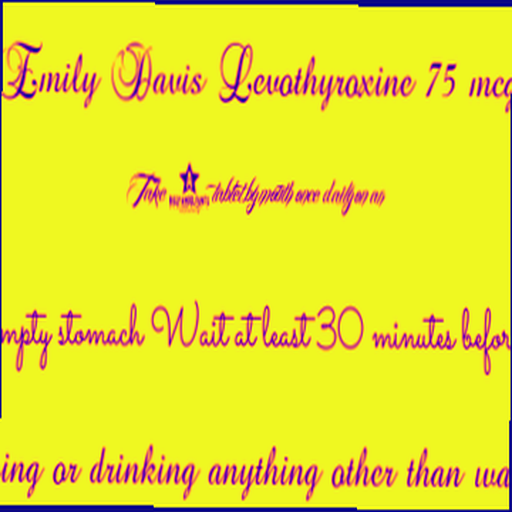 Emily Davis Levothyroxine 75 mcg
Take 1 tablet by mouth once daily on an
mpty stomach Wait at least 30 minutes befor
ing or drinking anything other than wa